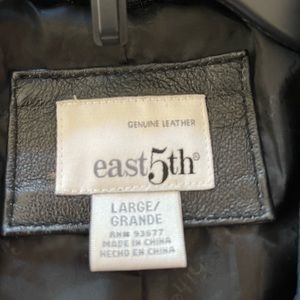 GENUINE LEATHER
east5th®
LARGE/
GRANDE
RN# 93677
MADE IN CHINA
HECHO EN CHINA